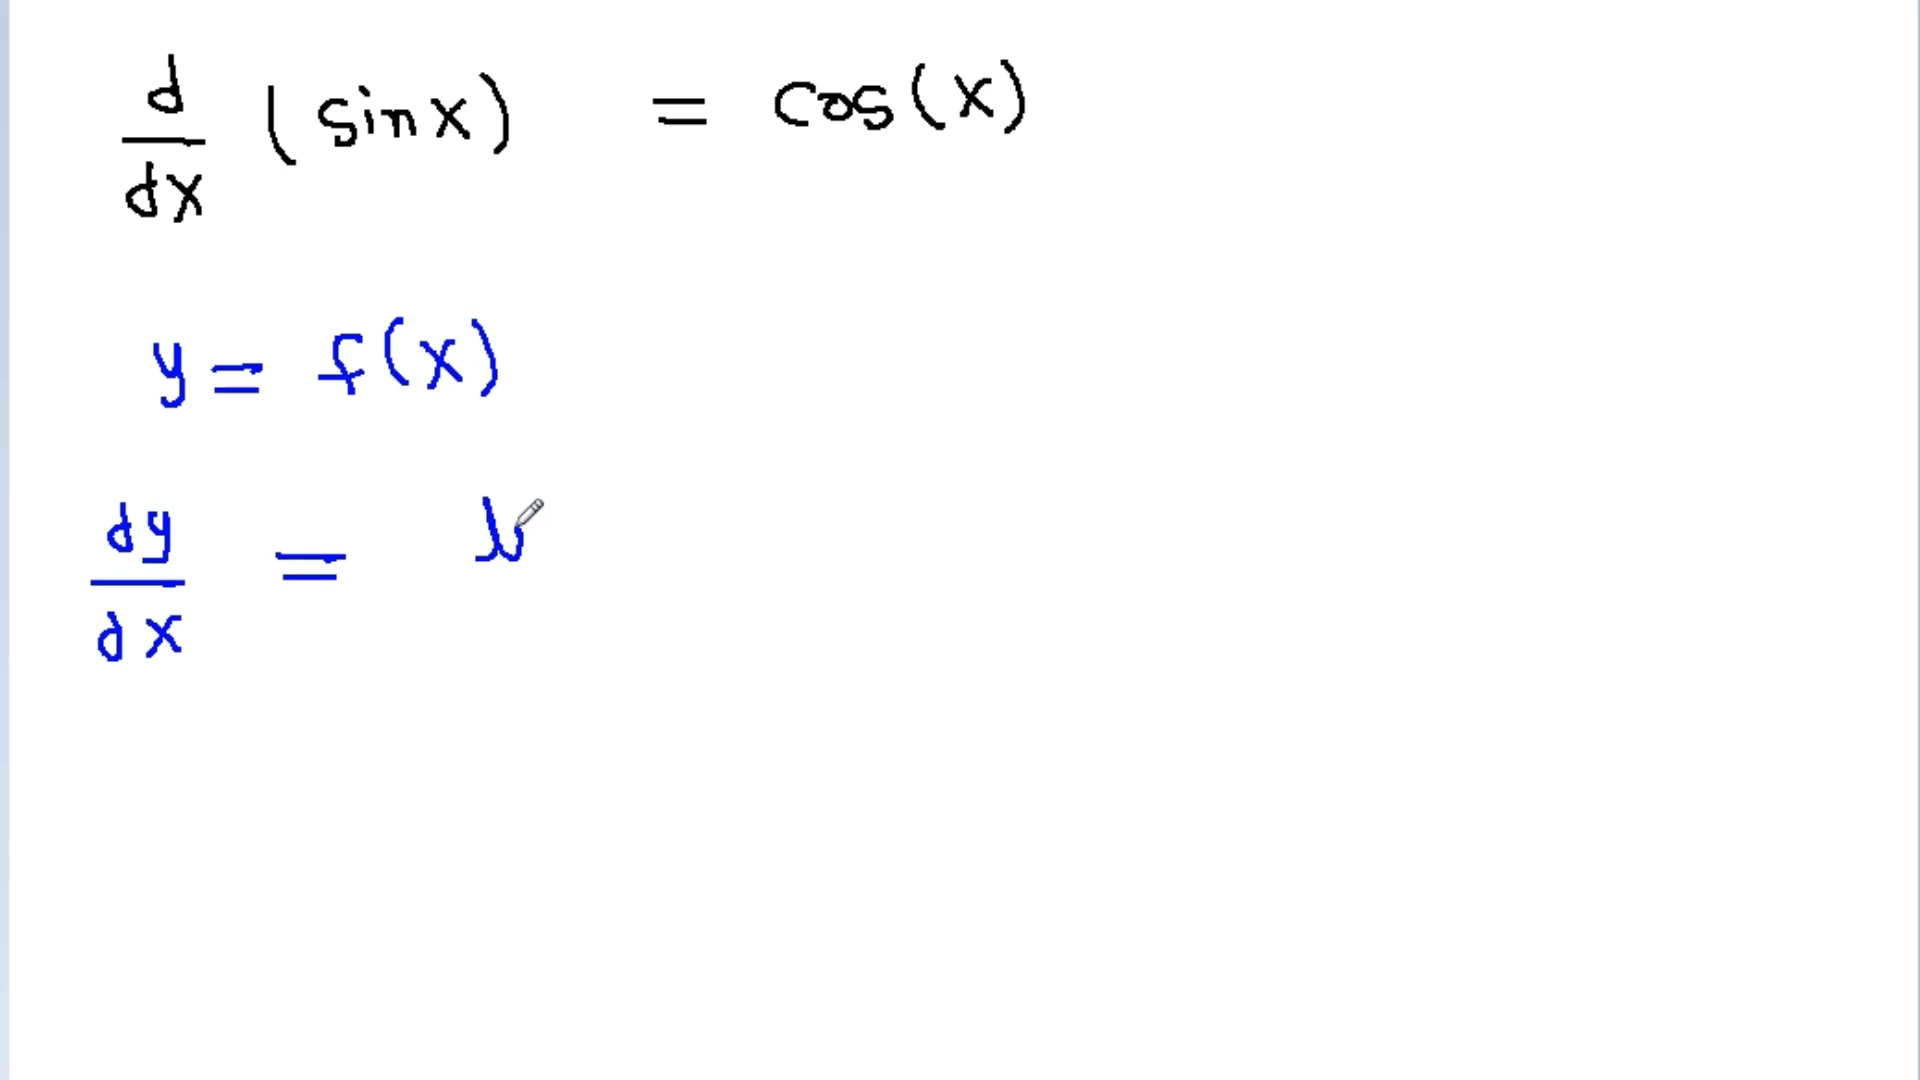 d/dx (sinx) = cos(x)
y = f(x)
dy/dx =